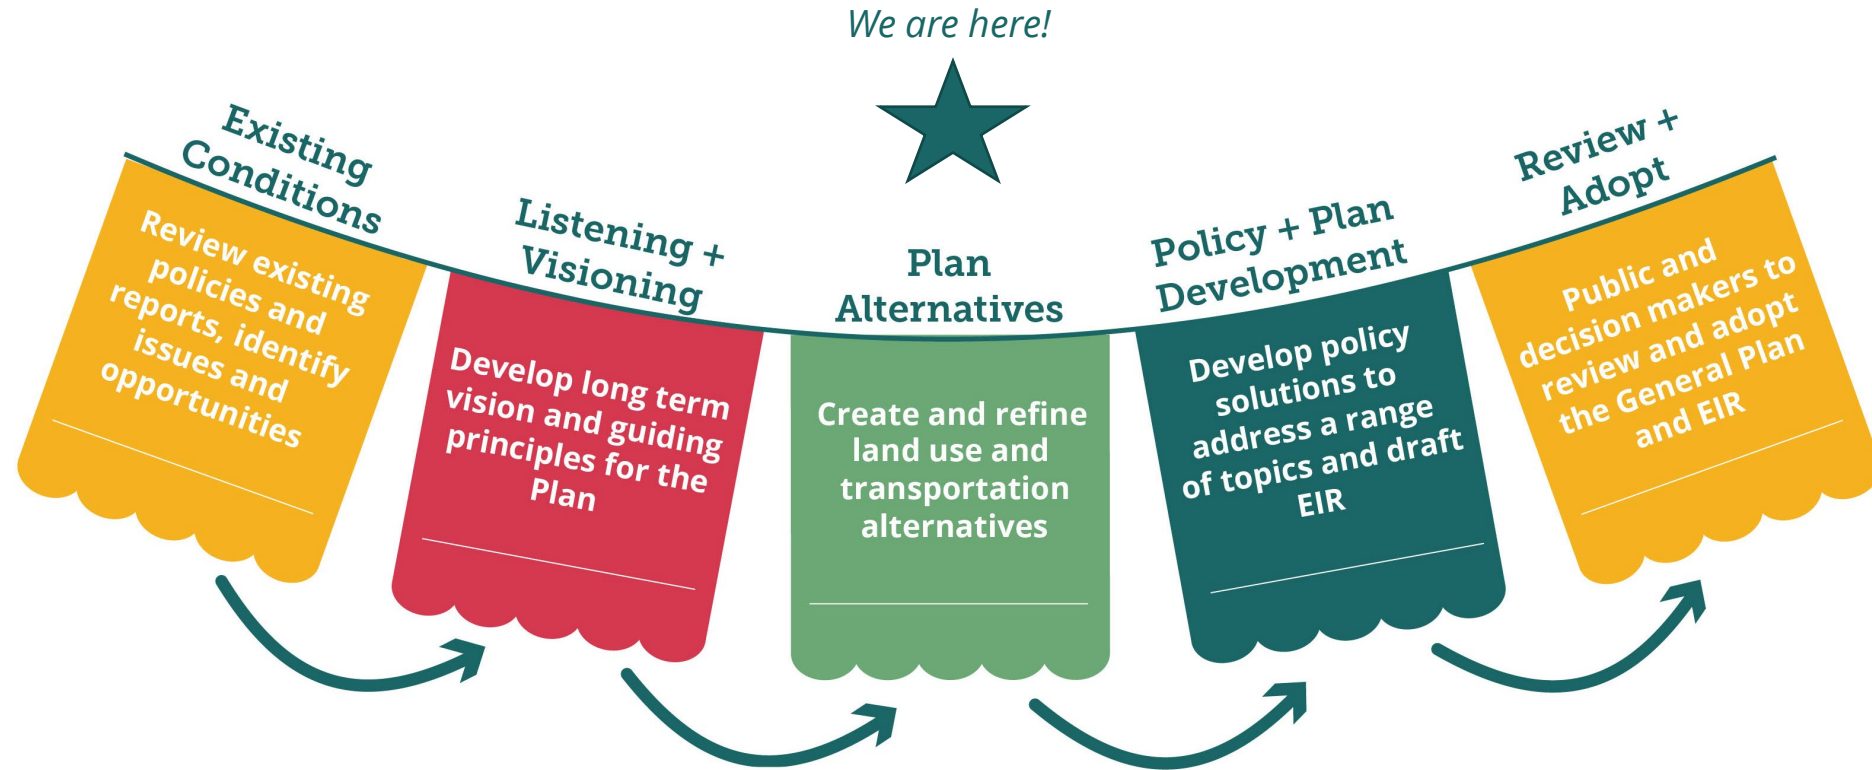 We are here!
Existing
Conditions
Review existing
policies and
reports, identify
issues and
opportunities
Listening +
Visioning
Develop long term
vision and guiding
principles for the
Plan
Plan
Alternatives
Create and refine
land use and
transportation
alternatives
Policy + Plan
Development
Develop policy
solutions to
address a range
of topics and draft
EIR
Review +
Adopt
Public and
decision makers to
review and adopt
the General Plan
and EIR